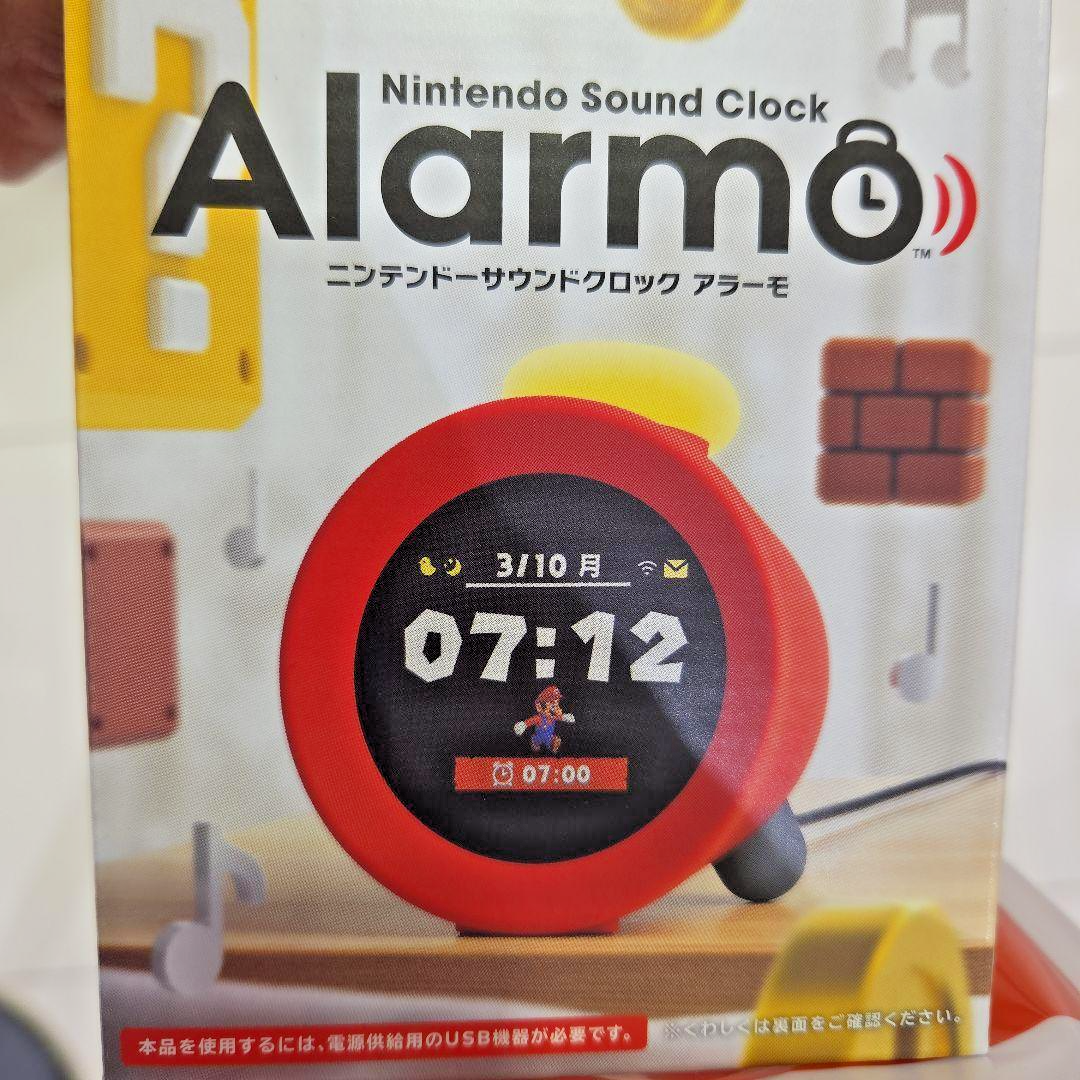 Nintendo Sound Clock
Alarmo
TM
ニンテンドーサウンドクロック アラーモ
3/10 月
07:12
07:00
本品を使用するには、電源供給用のUSB機器が必要です。
※くわしくは裏面をご確認ください。